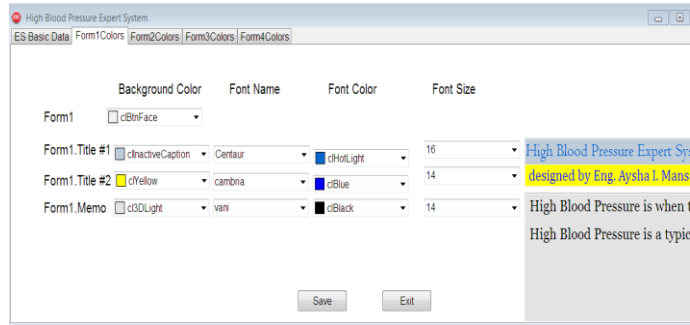 High Blood Pressure Expert System
ES Basic Data Form1Colors Form2Colors Form3Colors Form4Colors
Background Color Font Name Font Color Font Size
Form1 clBtnFace
Form1.Title #1 clInactiveCaption Centaur clHotLight 16 High Blood Pressure Expert Sys
Form1.Title #2 clYellow cambria clBlue 14 designed by Eng. Aysha I. Mans
Form1.Memo cl3DLight vani clBlack 14 High Blood Pressure is when t
High Blood Pressure is a typic
Save Exit